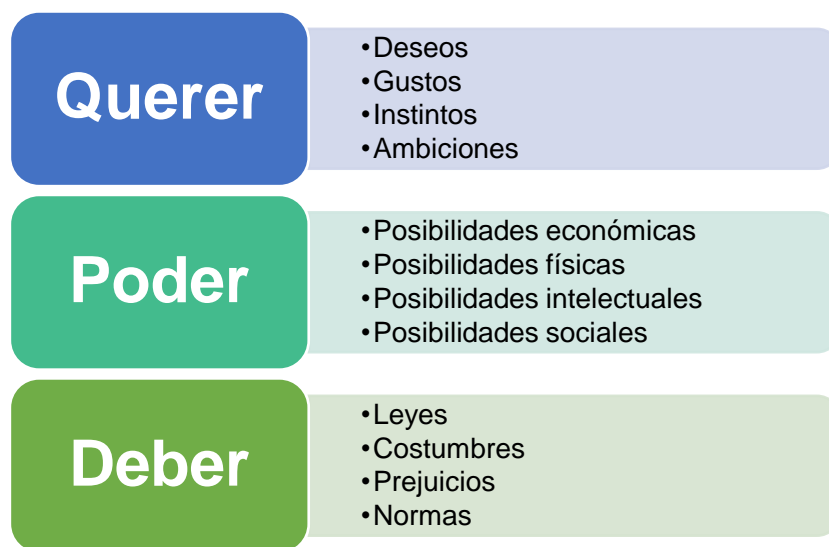 Querer
•Deseos
•Gustos
•Instintos
•Ambiciones
Poder
•Posibilidades económicas
•Posibilidades físicas
•Posibilidades intelectuales
•Posibilidades sociales
Deber
•Leyes
•Costumbres
•Prejuicios
•Normas